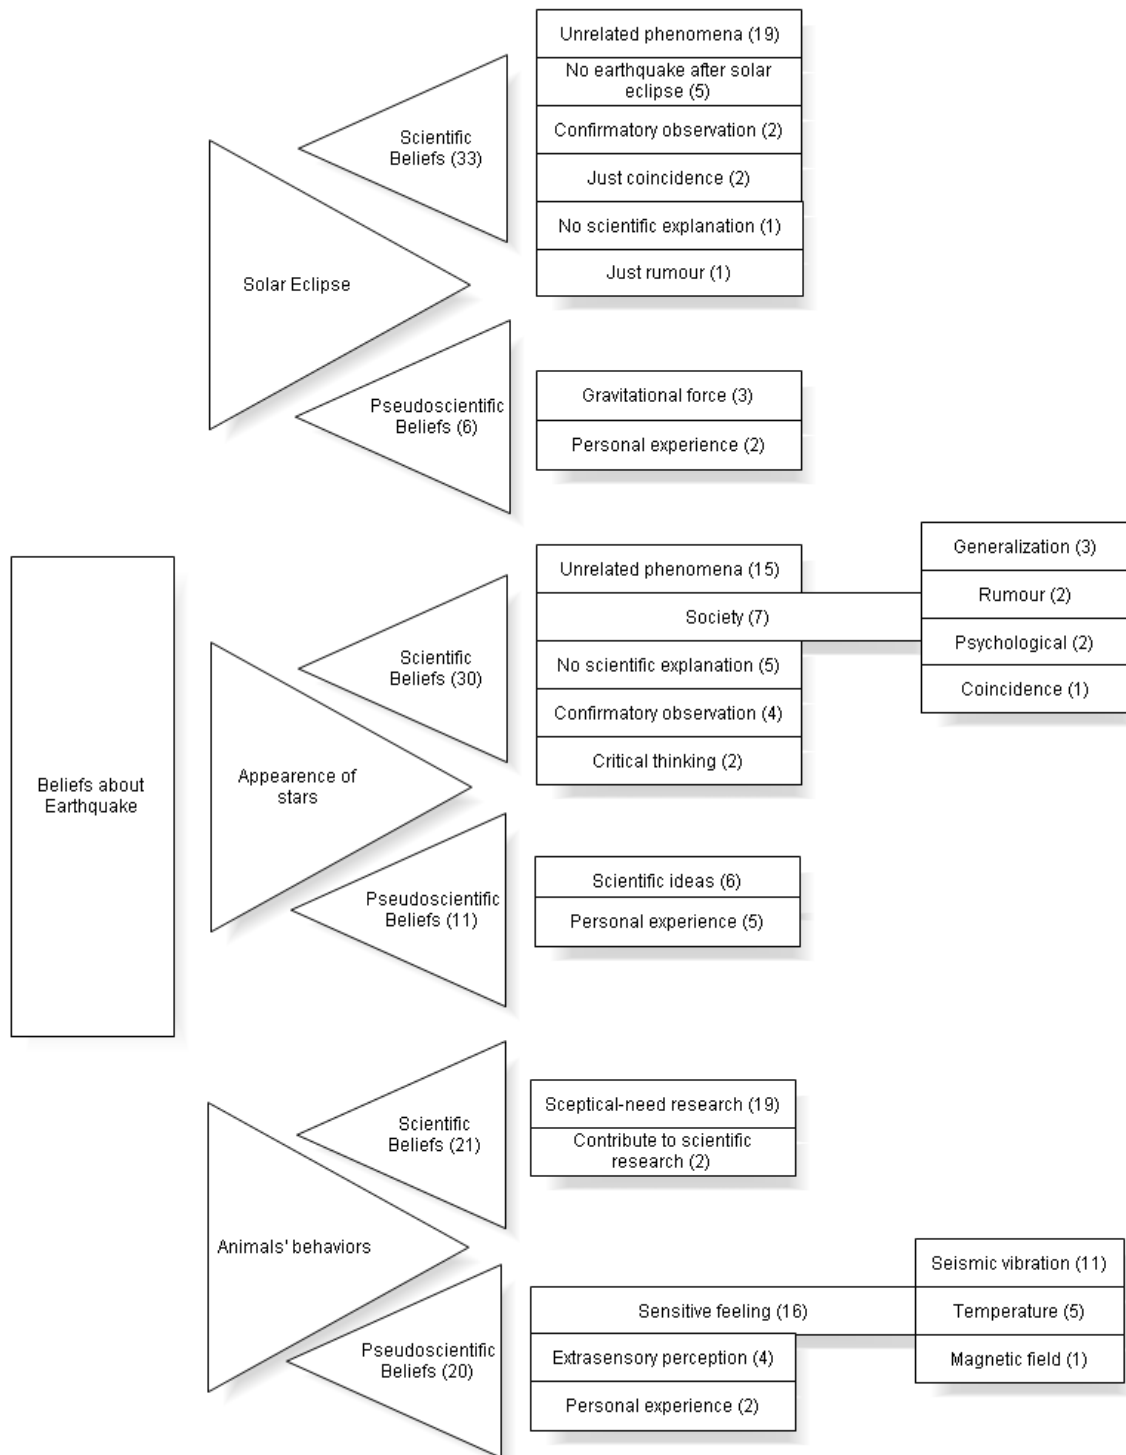 Beliefs about
Earthquake
Solar Eclipse
Scientific
Beliefs (33)
Unrelated phenomena (19)
No earthquake after solar
eclipse (5)
Confirmatory observation (2)
Just coincidence (2)
No scientific explanation (1)
Just rumour (1)
Pseudoscientific
Beliefs (6)
Gravitational force (3)
Personal experience (2)
Appearence of
stars
Scientific
Beliefs (30)
Unrelated phenomena (15)
Society (7)
Generalization (3)
Rumour (2)
Psychological (2)
Coincidence (1)
No scientific explanation (5)
Confirmatory observation (4)
Critical thinking (2)
Pseudoscientific
Beliefs (11)
Scientific ideas (6)
Personal experience (5)
Animals' behaviors
Scientific
Beliefs (21)
Sceptical-need research (19)
Contribute to scientific
research (2)
Pseudoscientific
Beliefs (20)
Sensitive feeling (16)
Seismic vibration (11)
Temperature (5)
Magnetic field (1)
Extrasensory perception (4)
Personal experience (2)